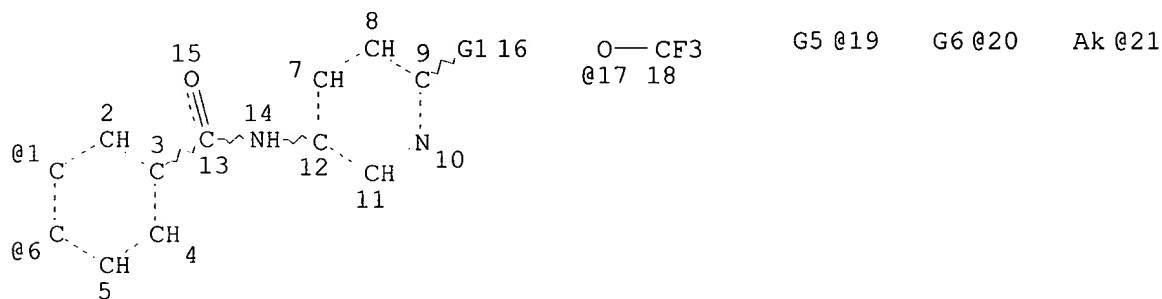 8
15 CH 9 G1 16 O CF3 G5 @19 G6 @20 Ak @21
7 C @17 18
O CH
2 14
CH 3 C NH C N
@1 C C 13 12 CH 10
11
@6 C CH 4
CH
5